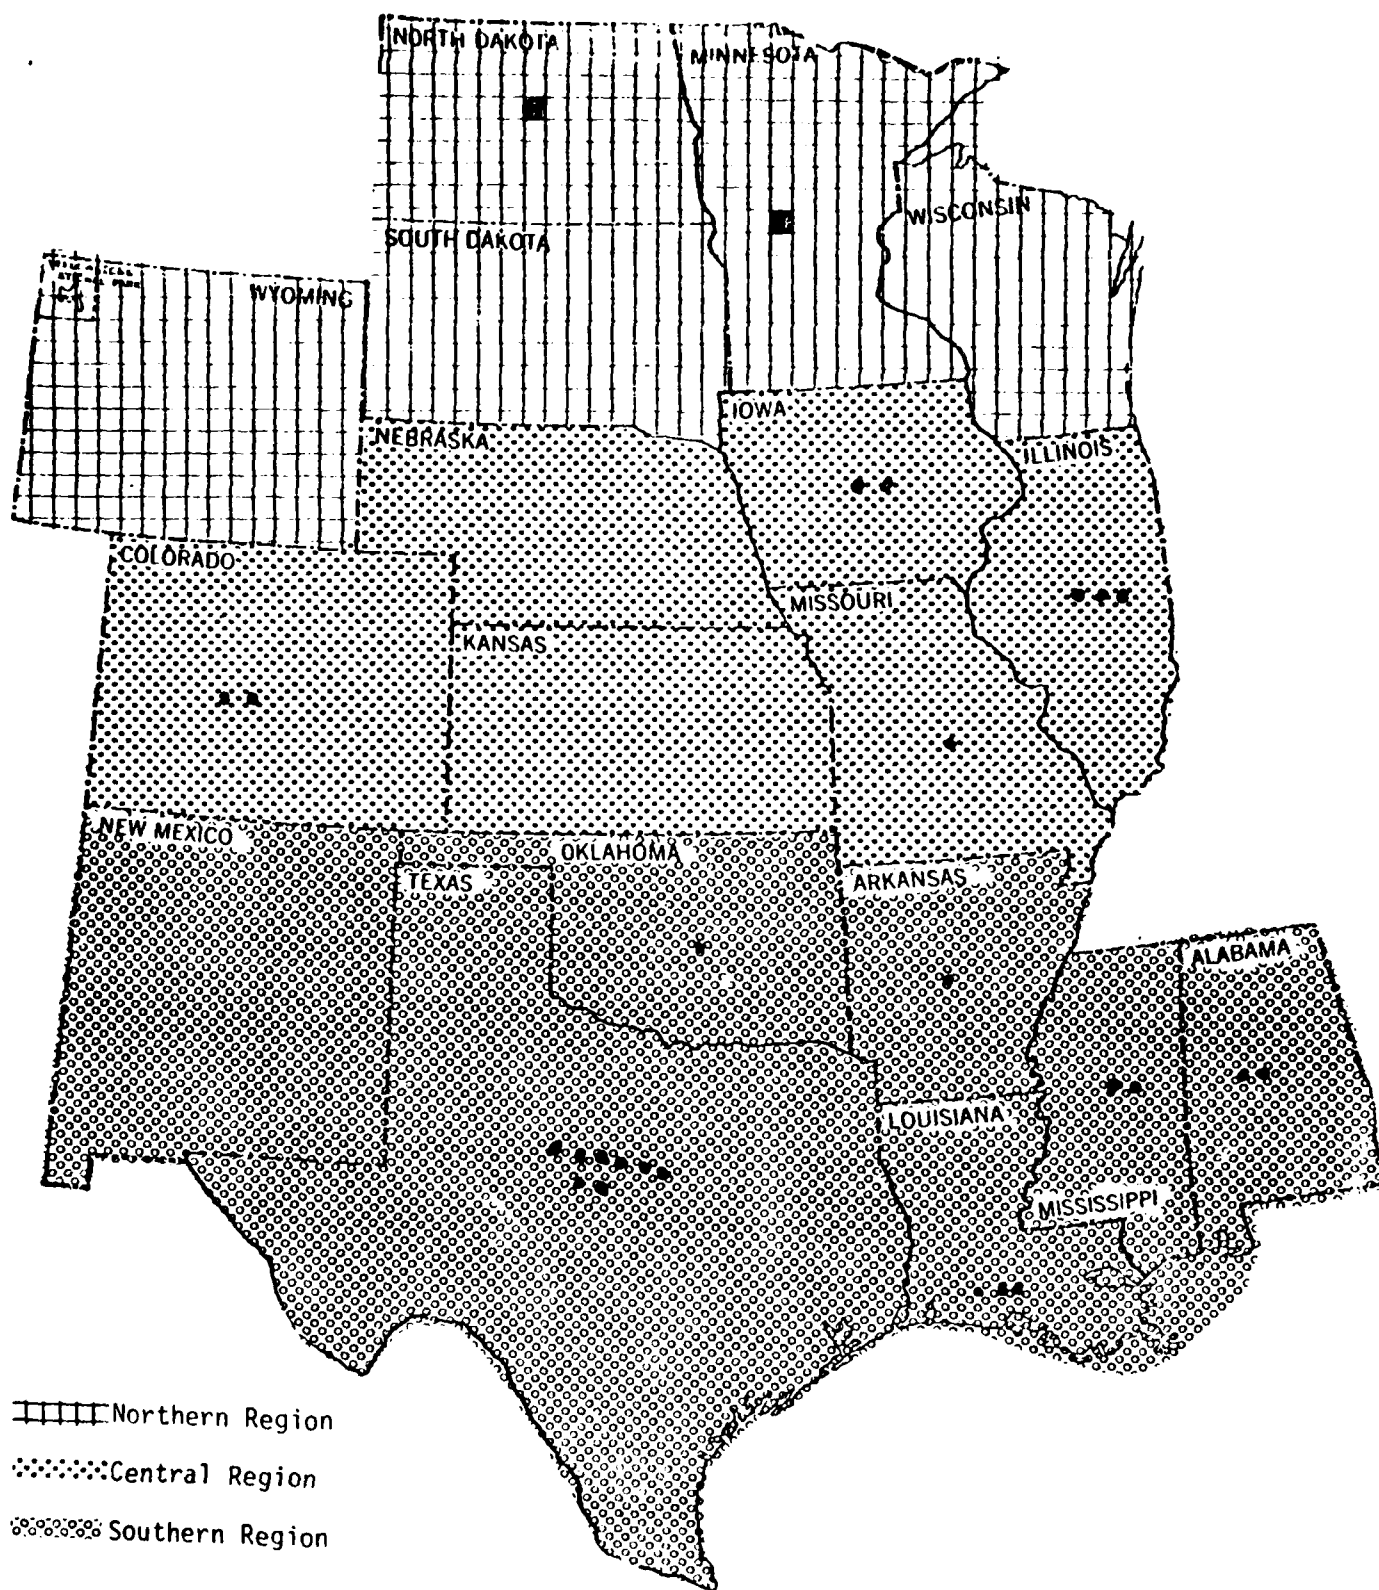 NORTH DAKOTA
MINNESOTA
WISCONSIN
SOUTH DAKOTA
WYOMING
IOWA
NEBRASKA
ILLINOIS
COLORADO
MISSOURI
KANSAS
NEW MEXICO
OKLAHOMA
TEXAS
ARKANSAS
ALABAMA
LOUISIANA
MISSISSIPPI
Northern Region
Central Region
Southern Region